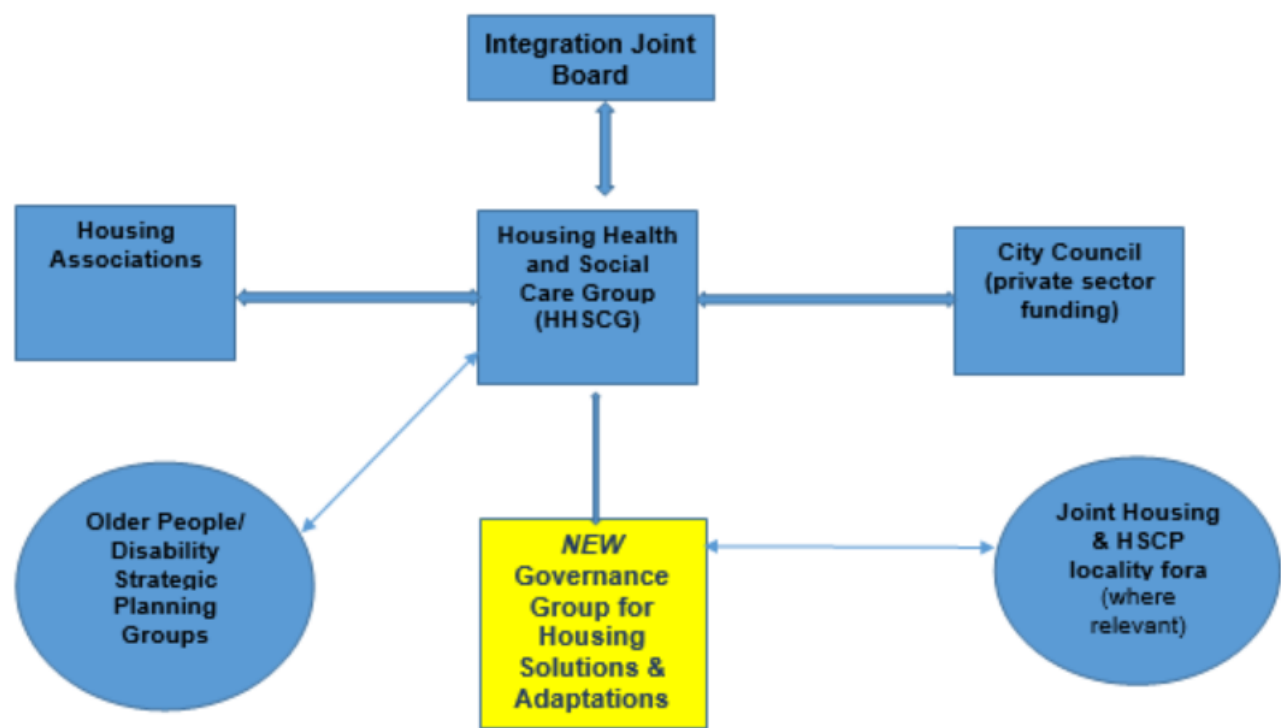 Integration Joint
Board
Housing
Associations
Housing Health
and Social
Care Group
(HHSCG)
City Council
(private sector
funding)
Older People/
Disability
Strategic
Planning
Groups
NEW
Governance
Group for
Housing
Solutions &
Adaptations
Joint Housing
& HSCP
locality fora
(where
relevant)